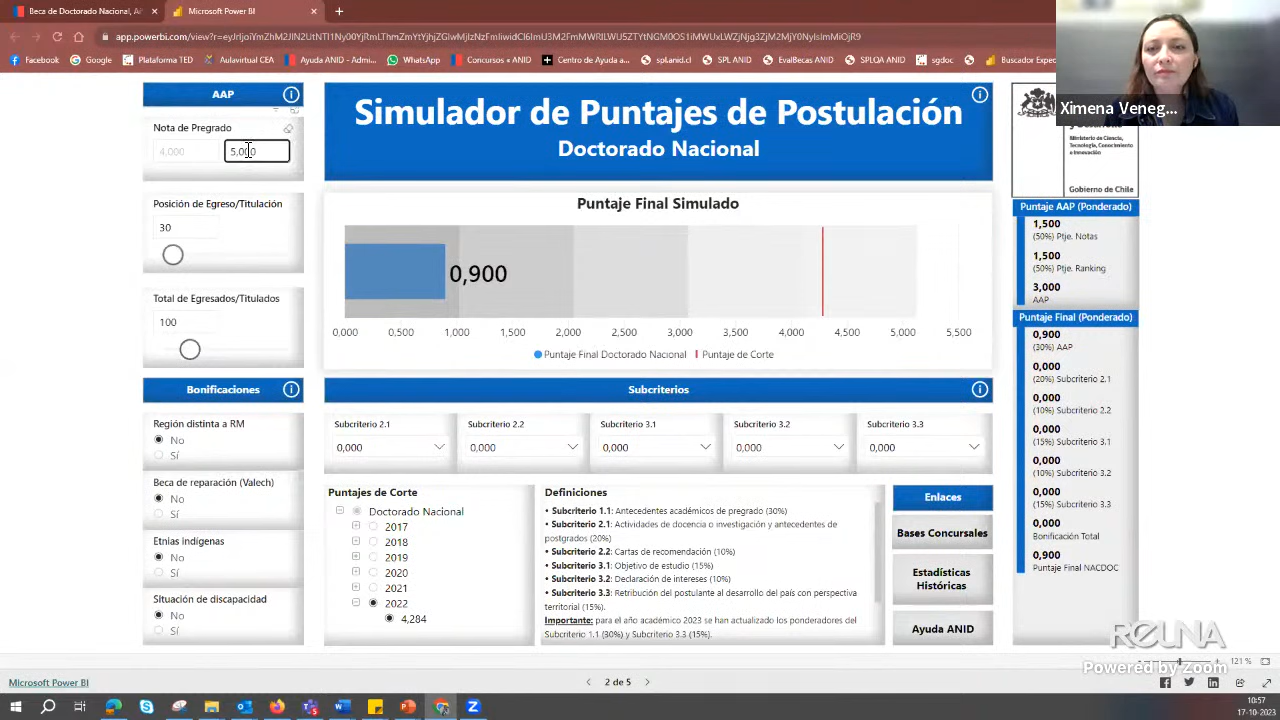 Beca de Doctorado Nacional, Añ
Microsoft Power BI
Facebook
Google
Plataforma TED
Aulavirtual CEA
Ayuda ANID - Admi...
WhatsApp
Concursos « ANID
Centro de Ayuda a...
spl.anid.cl
SPL ANID
EvalBecas ANID
SPLQA ANID
sgdoc
Buscador Expe
Ximena Veneg...
AAP
Nota de Pregrado
4,000
5,000
Posición de Egreso/Titulación
30
Total de Egresados/Titulados
100
Bonificaciones
Región distinta a RM
No
Sí
Beca de reparación (Valech)
No
Sí
Etnias indígenas
No
Sí
Situación de discapacidad
No
Sí
Simulador de Puntajes de Postulación
Doctorado Nacional
Puntaje Final Simulado
0,900
0,500 1,000 1,500 2,000 2,500 3,000 3,500 4,000 4,500 5,000 5,500
Puntaje Final Doctorado Nacional Puntaje de Corte
Subcriterios
Subcriterio 2.1
0,000
Subcriterio 2.2
0,000
Subcriterio 3.1
0,000
Subcriterio 3.2
0,000
Subcriterio 3.3
0,000
Puntajes de Corte
Doctorado Nacional
2017
2018
2019
2020
2021
2022
4,284
Definiciones
• Subcriterio 1.1: Antecedentes académicos de pregrado (30%)
• Subcriterio 2.1: Actividades de docencia o investigación y antecedentes de
postgrados (20%)
• Subcriterio 2.2: Cartas de recomendación (10%)
• Subcriterio 3.1: Objetivo de estudio (15%)
• Subcriterio 3.2: Declaración de intereses (10%)
• Subcriterio 3.3: Retribución del postulante al desarrollo del país con perspectiva
territorial (15%).
Importante: para el año académico 2023 se han actualizado los ponderadores del
Subcriterio 1.1 (30%) y Subcriterio 3.3 (15%).
Enlaces
Bases Concursales
Estadísticas
Históricas
Ayuda ANID
Ministerio de Ciencia,
Tecnología, Conocimiento
e Innovación
Gobierno de Chile
Puntaje AAP (Ponderado)
1,500
(50%) Ptje. Notas
1,500
(50%) Ptje. Ranking
3,000
AAP
Puntaje Final (Ponderado)
0,900
(30%) AAP
0,000
(20%) Subcriterio 2.1
0,000
(10%) Subcriterio 2.2
0,000
(15%) Subcriterio 3.1
0,000
(10%) Subcriterio 3.2
0,000
(15%) Subcriterio 3.3
0,000
Bonificación Total
0,900
Puntaje Final NACDOC
REUNA
Powered by Zoom
121 %
Microsoft Power BI
2 de 5
10:57
17-10-2023